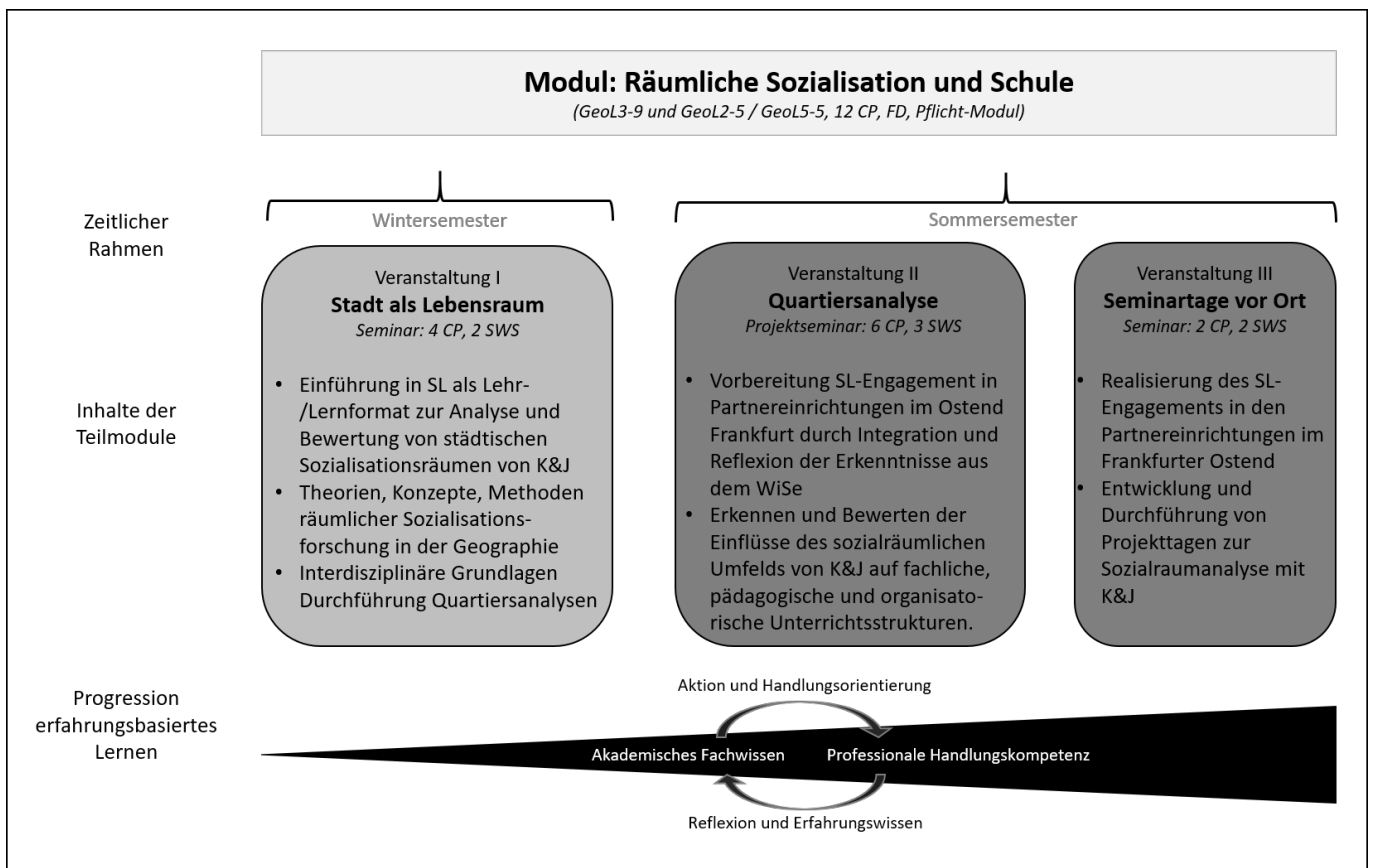 Modul: Räumliche Sozialisation und Schule
(GeoL3-9 und GeoL2-5 / GeoL5-5, 12 CP, FD, Pflicht-Modul)
Zeitlicher
Rahmen
Wintersemester
Sommersemester
Inhalte der
Teilmodule
Veranstaltung I
Stadt als Lebensraum
Seminar: 4 CP, 2 SWS
• Einführung in SL als Lehr-
/Lernformat zur Analyse und
Bewertung von städtischen
Sozialisationsräumen von K&J
• Theorien, Konzepte, Methoden
räumlicher Sozialisations-
forschung in der Geographie
• Interdisziplinäre Grundlagen
Durchführung Quartiersanalysen
Veranstaltung II
Quartiersanalyse
Projektseminar: 6 CP, 3 SWS
• Vorbereitung SL-Engagement in
Partnereinrichtungen im Ostend
Frankfurt durch Integration und
Reflexion der Erkenntnisse aus
dem WiSe
• Erkennen und Bewerten der
Einflüsse des sozialräumlichen
Umfelds von K&J auf fachliche,
pädagogische und organisato-
rische Unterrichtsstrukturen.
Veranstaltung III
Seminartage vor Ort
Seminar: 2 CP, 2 SWS
• Realisierung des SL-
Engagements in den
Partnereinrichtungen im
Frankfurter Ostend
• Entwicklung und
Durchführung von
Projekttagen zur
Sozialraumanalyse mit
K&J
Progression
erfahrungsbasiertes
Lernen
Aktion und Handlungsorientierung
Akademisches Fachwissen
Professionale Handlungskompetenz
Reflexion und Erfahrungswissen